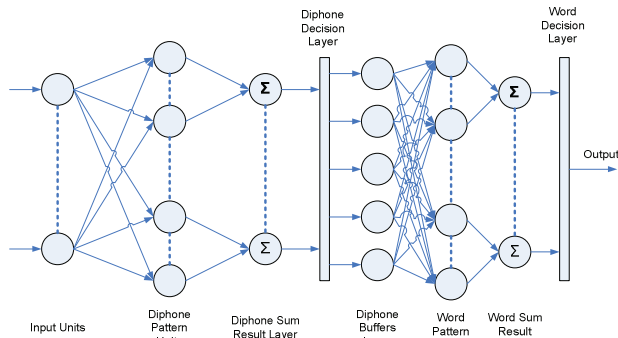 Diphone
Decision
Layer
Word
Decision
Layer
Σ
Σ
Σ
Σ
Output
Input Units
Diphone
Pattern
Diphone Sum
Result Layer
Diphone
Buffers
Word
Pattern
Word Sum
Result